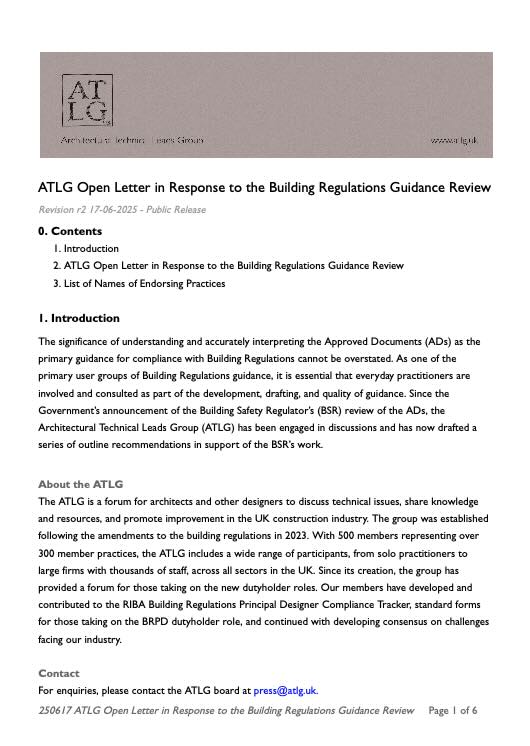 AT
LG
Architectural Technical Leads Group
www.atlg.uk
ATLG Open Letter in Response to the Building Regulations Guidance Review
Revision r2 17-06-2025 - Public Release
0. Contents
1. Introduction
2. ATLG Open Letter in Response to the Building Regulations Guidance Review
3. List of Names of Endorsing Practices
1. Introduction
The significance of understanding and accurately interpreting the Approved Documents (ADs) as the
primary guidance for compliance with Building Regulations cannot be overstated. As one of the
primary user groups of Building Regulations guidance, it is essential that everyday practitioners are
involved and consulted as part of the development, drafting, and quality of guidance. Since the
Government's announcement of the Building Safety Regulator's (BSR) review of the ADs, the
Architectural Technical Leads Group (ATLG) has been engaged in discussions and has now drafted a
series of outline recommendations in support of the BSR's work.
About the ATLG
The ATLG is a forum for architects and other designers to discuss technical issues, share knowledge
and resources, and promote improvement in the UK construction industry. The group was established
following the amendments to the building regulations in 2023. With 500 members representing over
300 member practices, the ATLG includes a wide range of participants, from solo practitioners to
large firms with thousands of staff, across all sectors in the UK. Since its creation, the group has
provided a forum for those taking on the new dutyholder roles. Our members have developed and
contributed to the RIBA Building Regulations Principal Designer Compliance Tracker, standard forms
for those taking on the BRPD dutyholder role, and continued with developing consensus on challenges
facing our industry.
Contact
For enquiries, please contact the ATLG board at press@atlg.uk.
250617 ATLG Open Letter in Response to the Building Regulations Guidance Review Page 1 of 6